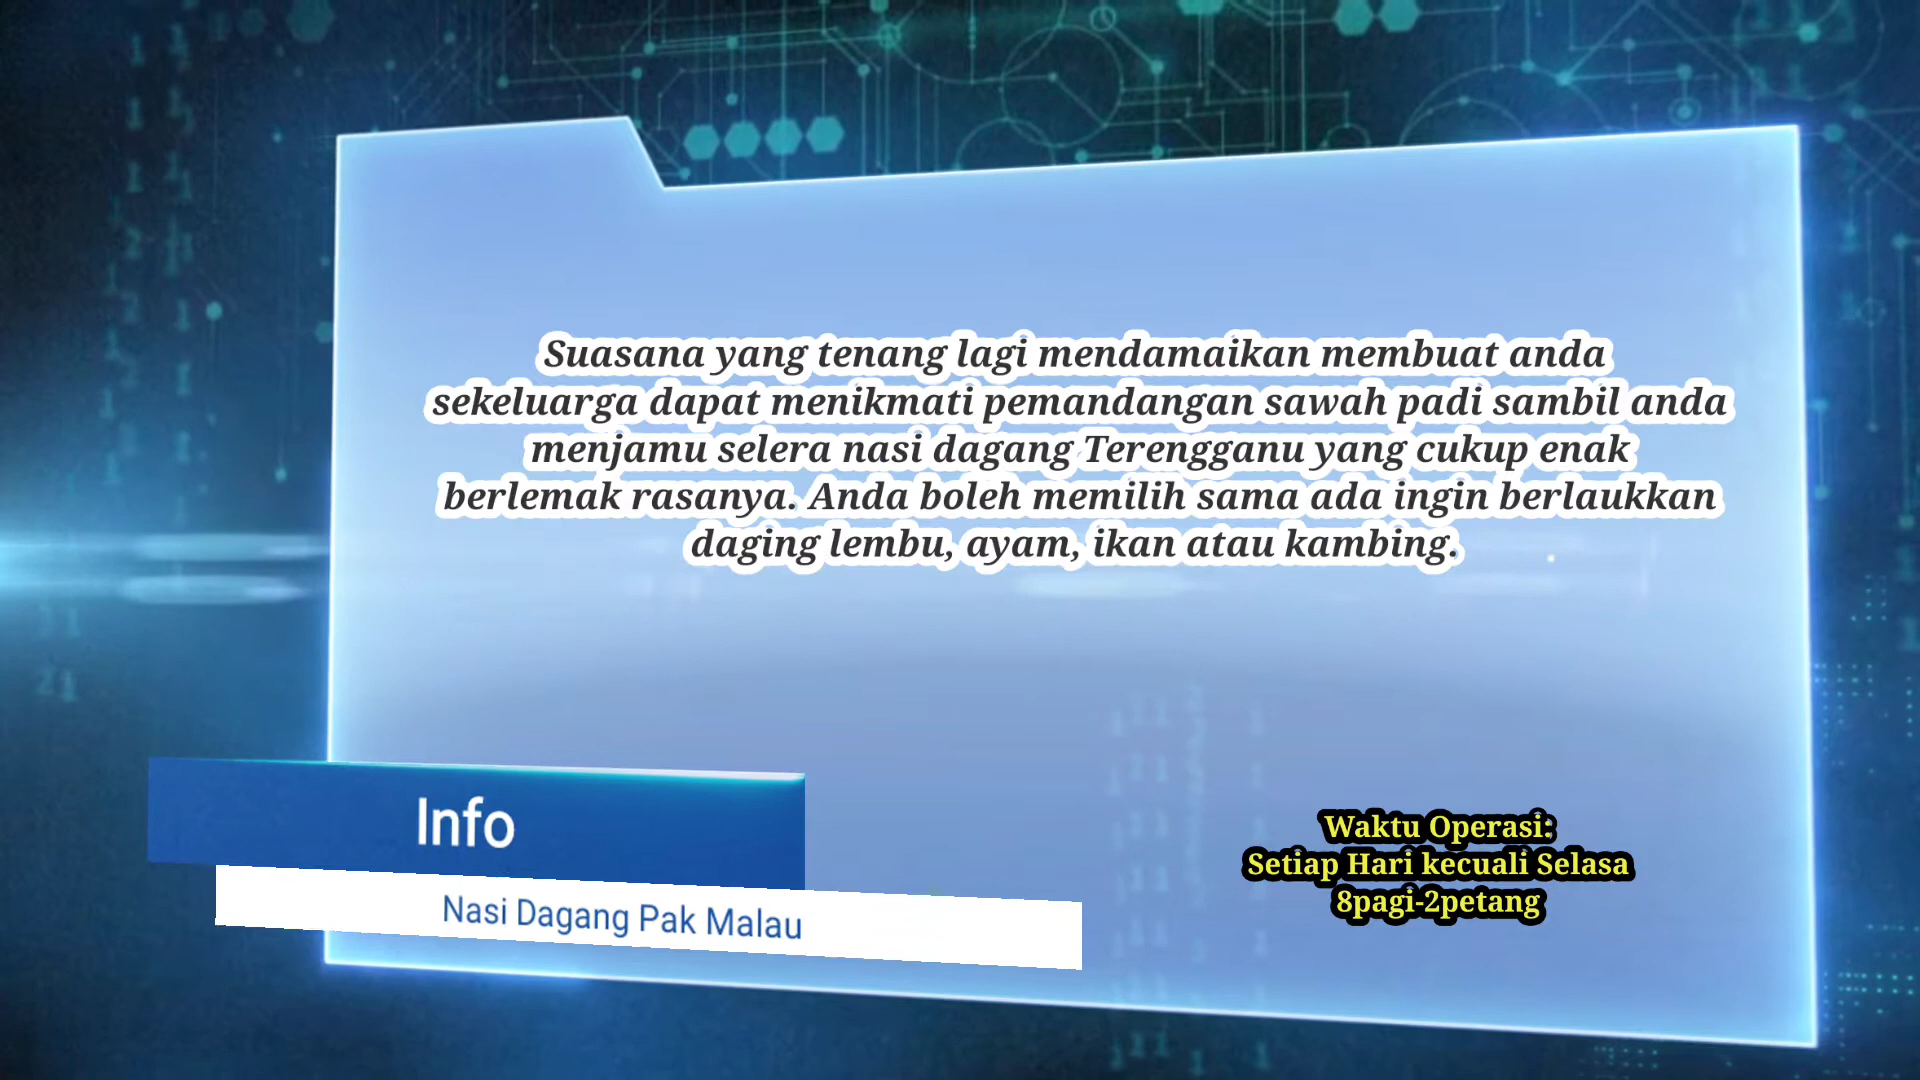 Suasana yang tenang lagi mendamaikan membuat anda
sekeluarga dapat menikmati pemandangan sawah padi sambil anda
menjamu selera nasi dagang Terengganu yang cukup enak
berlemak rasanya. Anda boleh memilih sama ada ingin berlaukkan
daging lembu, ayam, ikan atau kambing.
Info
Nasi Dagang Pak Malau
Waktu Operasi:
Setiap Hari kecuali Selasa
8pagi-2petang